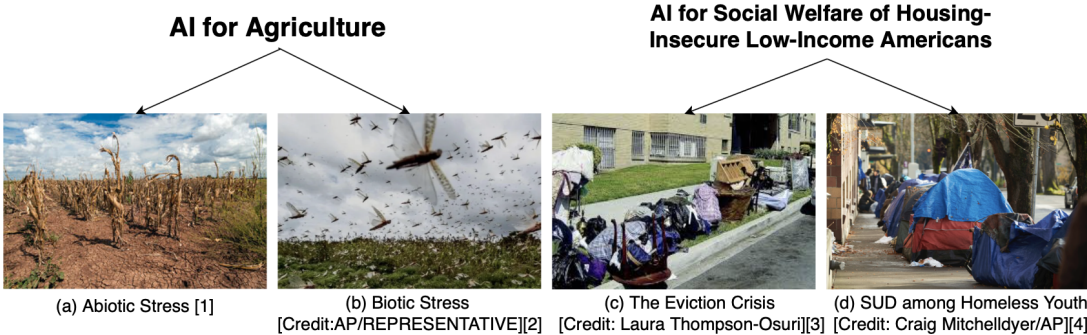 AI for Agriculture
AI for Social Welfare of Housing-
Insecure Low-Income Americans
(a) Abiotic Stress [1]
(b) Biotic Stress
[Credit:AP/REPRESENTATIVE][2]
(c) The Eviction Crisis
[Credit: Laura Thompson-Osuri][3]
(d) SUD among Homeless Youth
[Credit: Craig Mitchelldyer/AP][4]